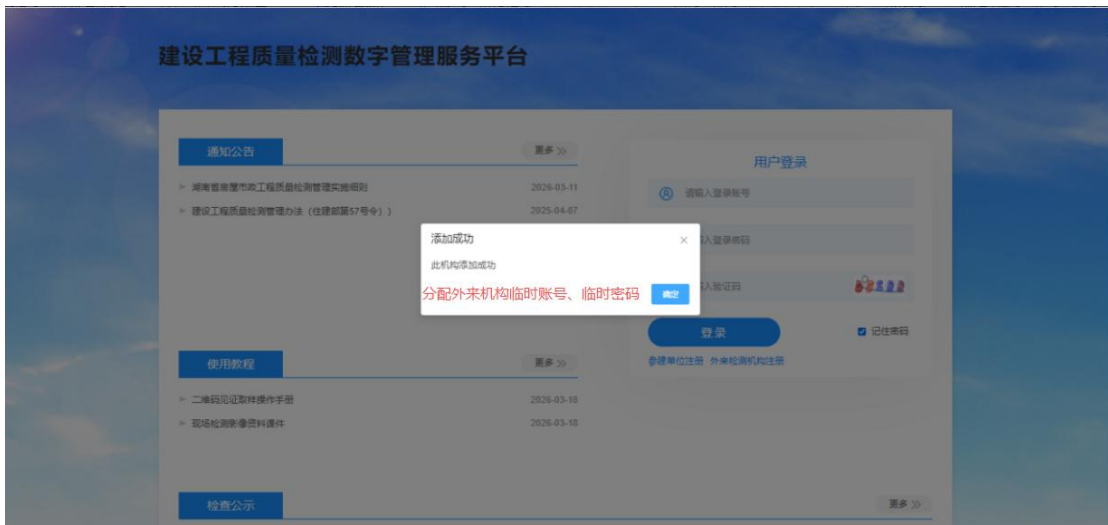 建设工程质量检测数字管理服务平台
通知公告
更多
湖南省房屋市政工程质量检测管理实施细则
2026-03-11
建设工程质量检测管理办法（住建部第57号令））
2025-04-07
用户登录
请输入登录账号
输入登录密码
输入验证码
登录
记住密码
参建单位注册 外来检测机构注册
添加成功
此机构添加成功
分配外来机构临时账号、临时密码
确定
使用教程
更多
二维码见证取样操作手册
2026-03-18
现场检测影像资料课件
2026-03-18
检查公示
更多